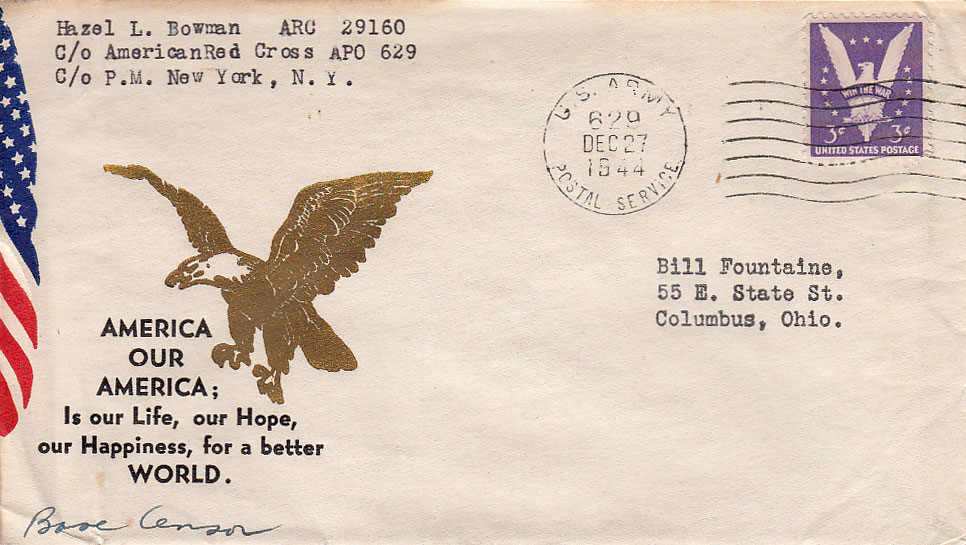 Hazel L. Bowman   ARC 29160
C/o AmericanRed Cross APO 629
C/o P.M. New York, N. Y.
U.S. ARMY
629
DEC 27
1944
POSTAL SERVICE
WIN THE WAR
3¢ 3¢
UNITED STATES POSTAGE
Bill Fountaine,
55 E. State St.
Columbus, Ohio.
AMERICA
OUR
AMERICA;
Is our Life, our Hope,
our Happiness, for a better
WORLD.
Base Censor